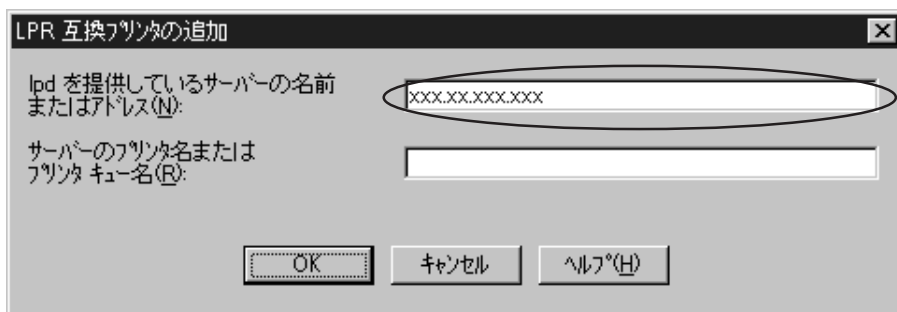 LPR 互換プリンタの追加
lpd を提供しているサーバーの名前
またはアドレス(N):
xxx.xx.xxx.xxx
サーバーのプリンタ名または
プリンタ キュー名(R):
OK
キャンセル
ヘルプ(H)